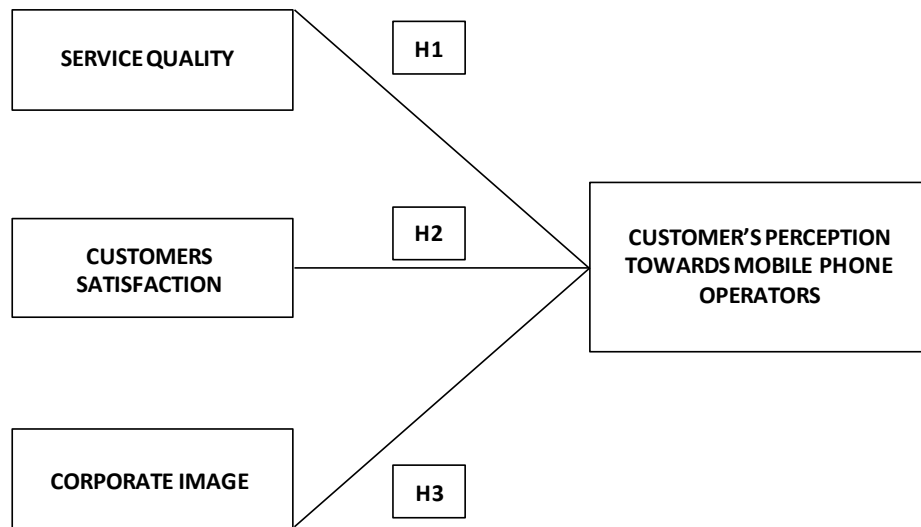 SERVICE QUALITY
H1
CUSTOMERS
SATISFACTION
H2
CUSTOMER’S PERCEPTION
TOWARDS MOBILE PHONE
OPERATORS
CORPORATE IMAGE
H3